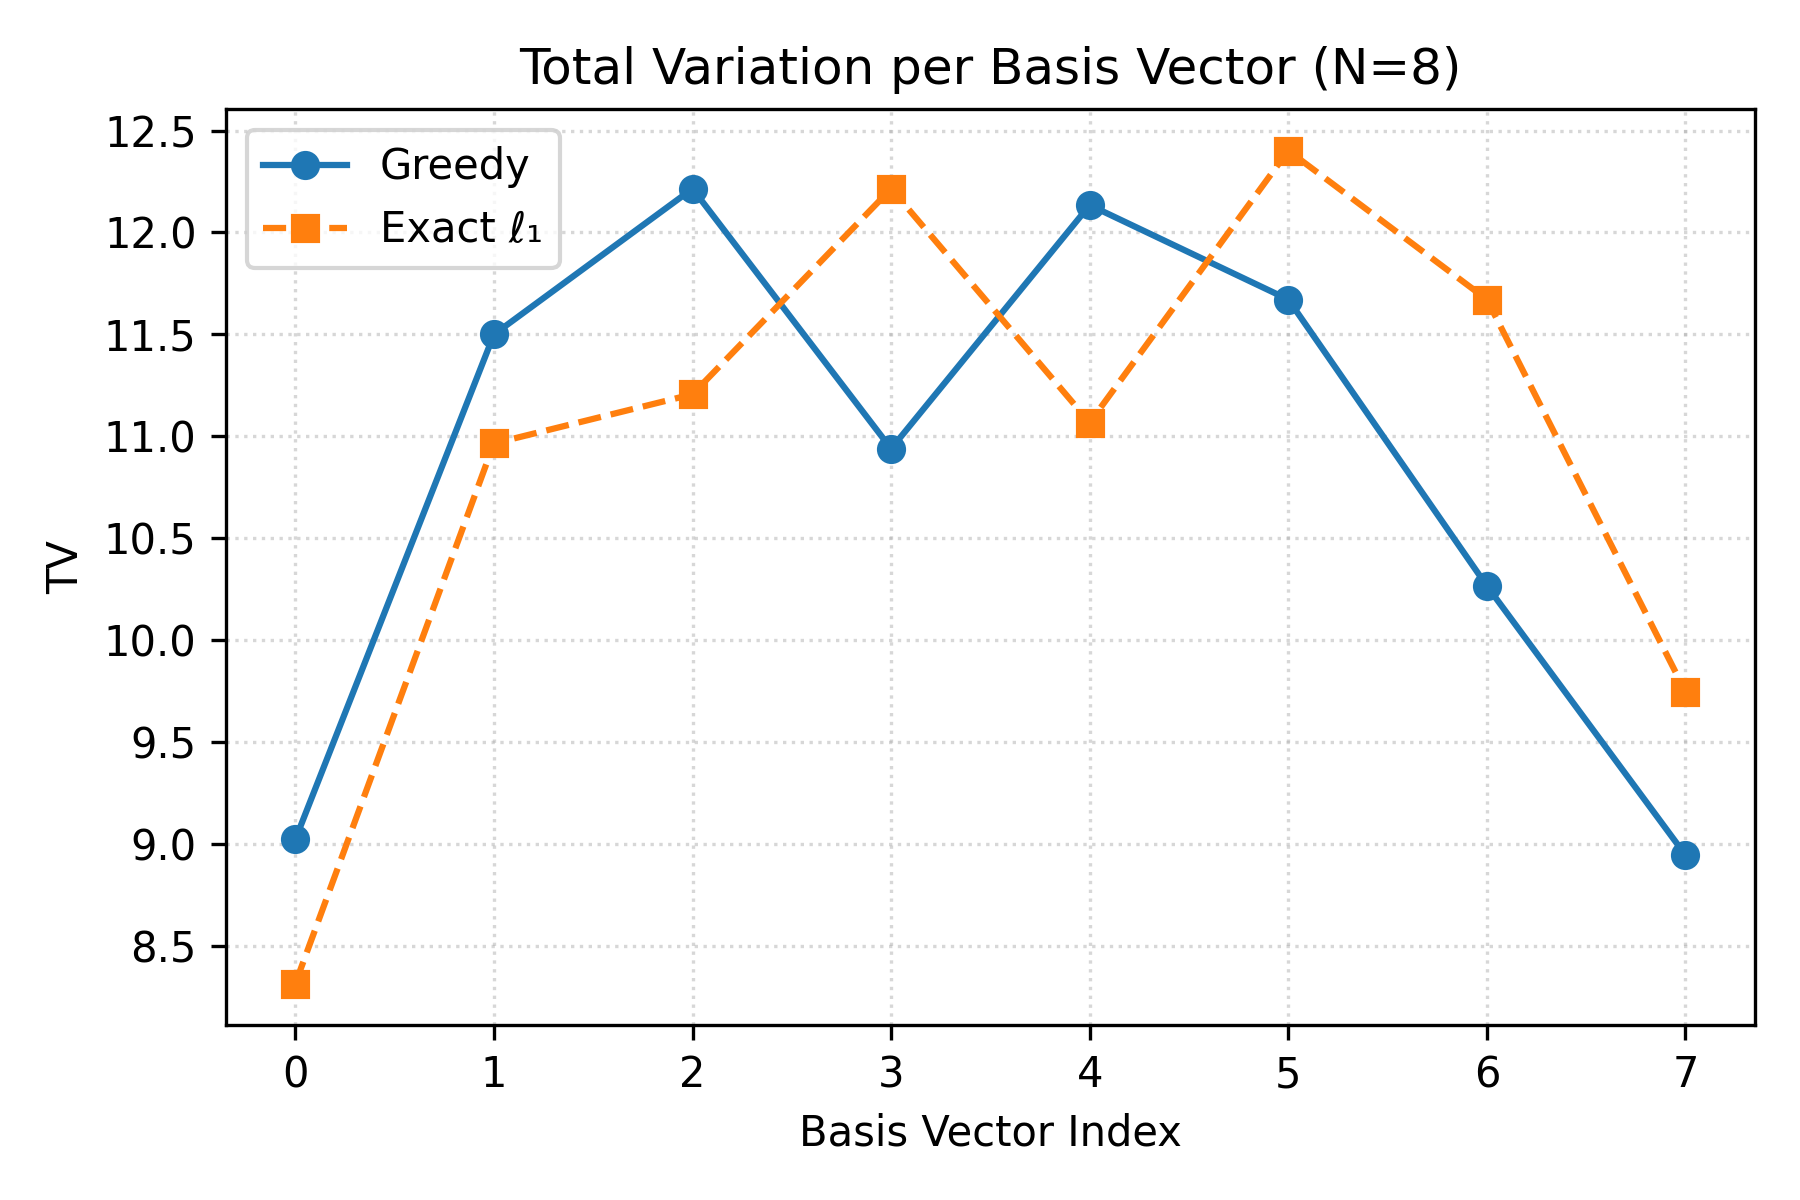 Total Variation per Basis Vector (N=8)
12.5
12.0
11.5
11.0
10.5
10.0
9.5
9.0
8.5
TV
Greedy
Exact ℓ₁
0 1 2 3 4 5 6 7
Basis Vector Index